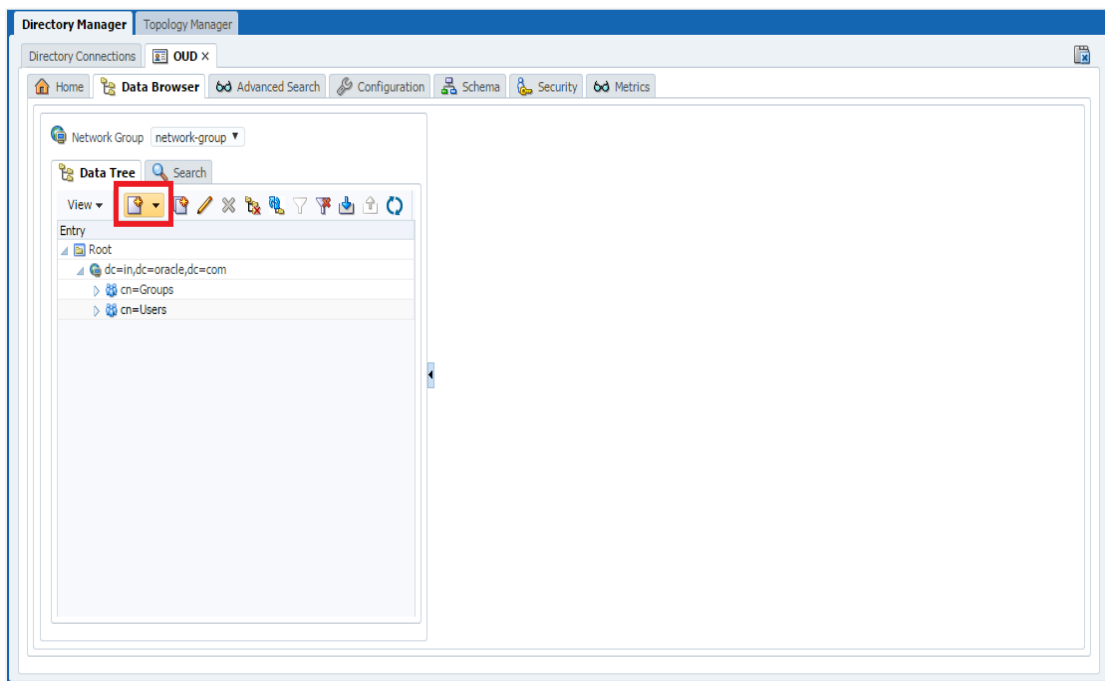 Directory Manager Topology Manager
Directory Connections OUD ×
Home Data Browser Advanced Search Configuration Schema Security Metrics
Network Group network-group
Data Tree Search
View
Entry
Root
dc=in,dc=oracle,dc=com
cn=Groups
cn=Users